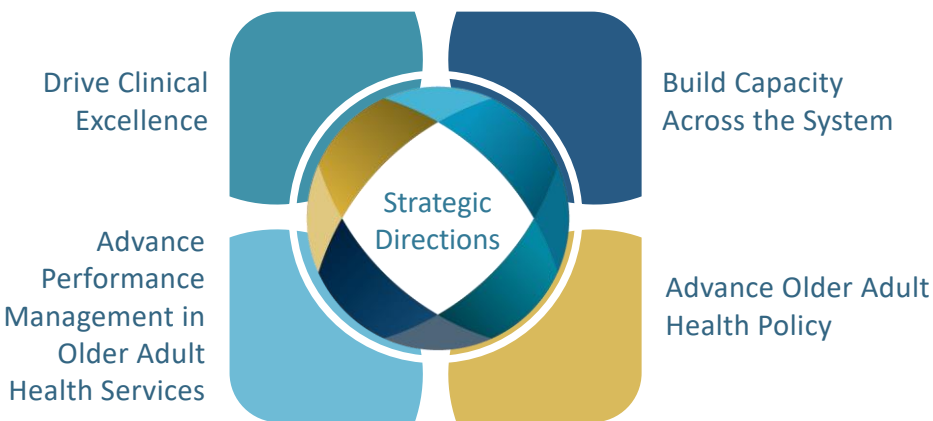 Drive Clinical
Excellence
Build Capacity
Across the System
Strategic
Directions
Advance
Performance
Management in
Older Adult
Health Services
Advance Older Adult
Health Policy